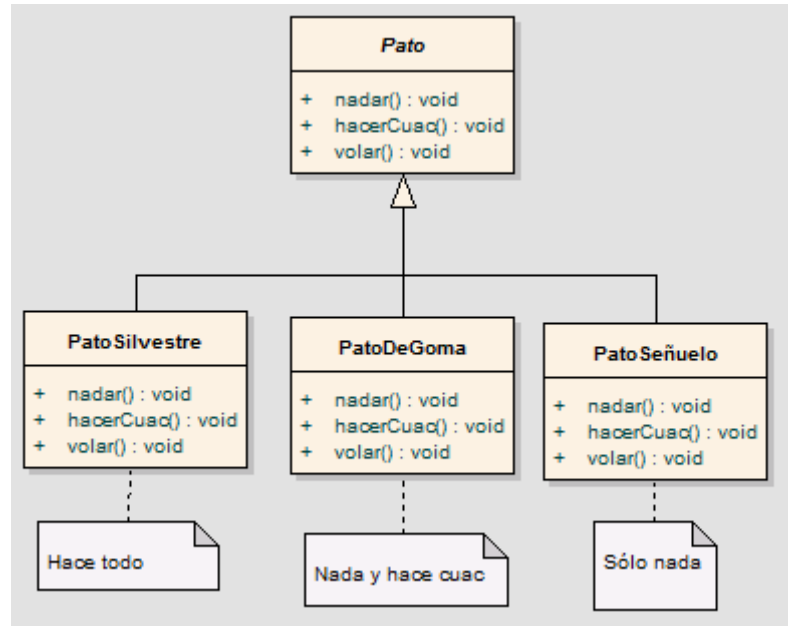 Pato
+ nadar() : void
+ hacerCuac() : void
+ volar() : void
PatoSilvestre
+ nadar() : void
+ hacerCuac() : void
+ volar() : void
PatoDeGoma
+ nadar() : void
+ hacerCuac() : void
+ volar() : void
PatoSeñuelo
+ nadar() : void
+ hacerCuac() : void
+ volar() : void
Hace todo
Nada y hace cuac
Sólo nada